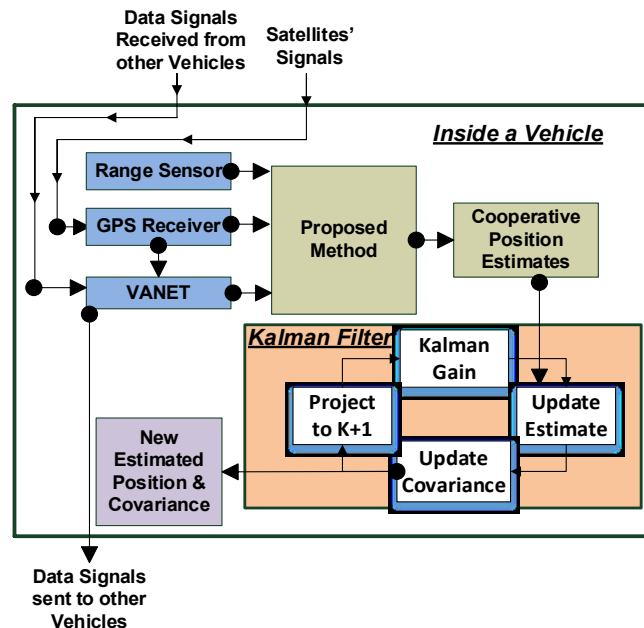 Data Signals
Received from
other Vehicles
Satellites'
Signals
Inside a Vehicle
Range Sensor
GPS Receiver
VANET
Proposed
Method
Cooperative
Position
Estimates
Kalman Filter
Kalman
Gain
Project
to K+1
Update
Estimate
Update
Covariance
New
Estimated
Position &
Covariance
Data Signals
sent to other
Vehicles